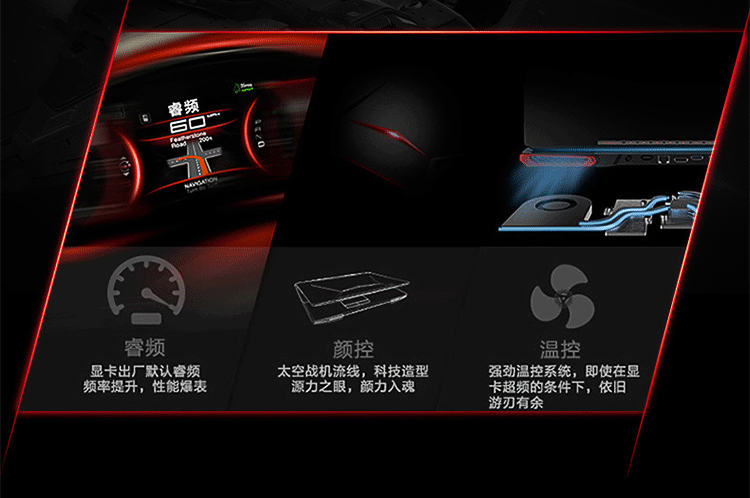 睿频
60
Featherstone
Road
200
NAVIGATION
睿频
显卡出厂默认睿频
频率提升，性能爆表
颜控
太空战机流线，科技造型
源力之眼，颜力入魂
温控
强劲温控系统，即使在显
卡超频的条件下，依旧
游刃有余